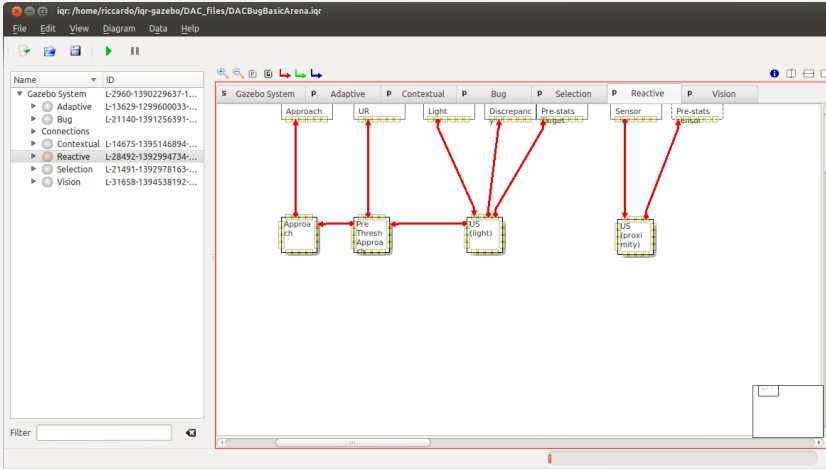 iqr: /home/riccardo/iqr-gazebo/DAC_files/DACBugBasicArena.iqr
File Edit View Diagram Data Help
Name ID
Gazebo System L-2960-1390229637-1...
Adaptive L-13629-1299600033-...
Bug L-21140-1391256391-...
Connections
Contextual L-14675-1395146894-...
Reactive L-28492-1392994734-...
Selection L-21491-1392978163-...
Vision L-31658-1394538192-...
Filter
S Gazebo System P Adaptive P Contextual P Bug P Selection P Reactive P Vision
Approach UR Light Discrepanc Pre-stats Sensor Pre-stats
y target sensor
Approa
ch
Pre
Thresh
Approa
ch
US
(light)
US
(proxi
mity)